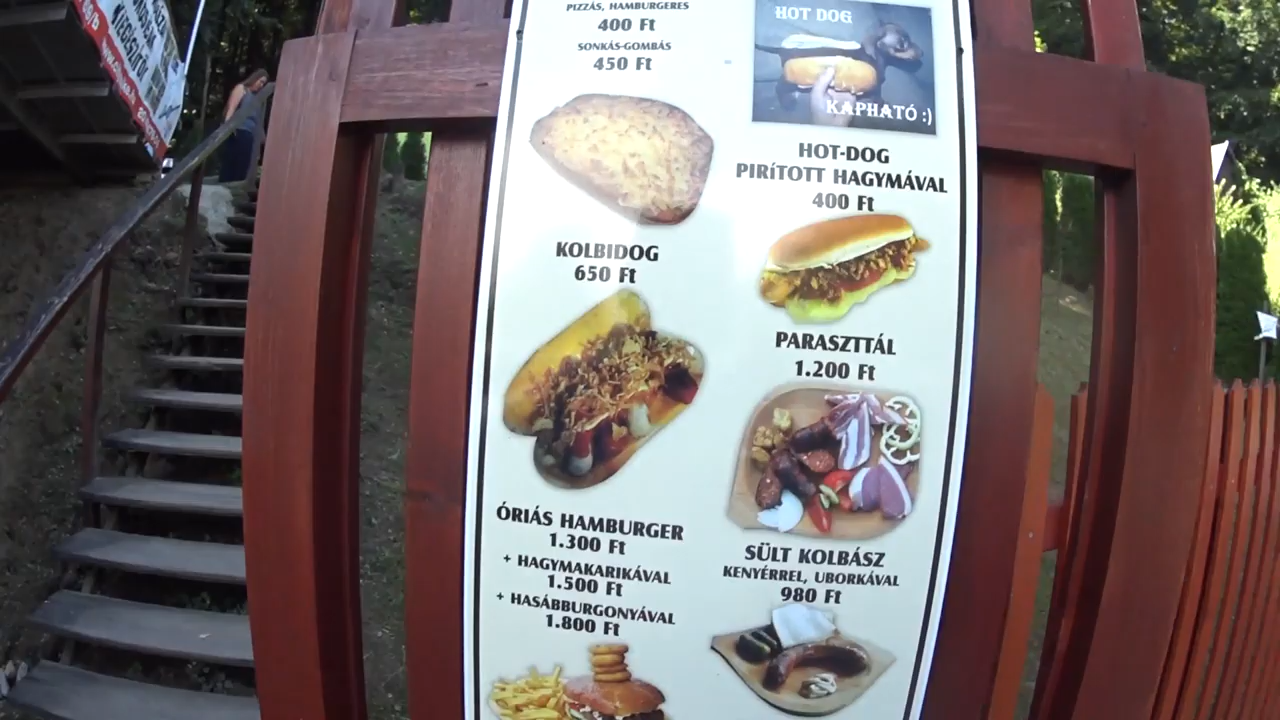 PIZZÁS, HAMBURGERES
400 Ft
SONKÁS-GOMBÁS
450 Ft
KOLBIDOG
650 Ft
ÓRIÁS HAMBURGER
1.300 Ft
+ HAGYMAKARIKÁVAL
1.500 Ft
+ HASÁBBURGONYÁVAL
1.800 Ft
HOT DOG
KAPHATÓ :)
HOT-DOG
PIRÍTOTT HAGYMÁVAL
400 Ft
PARASZTTÁL
1.200 Ft
SÜLT KOLBÁSZ
KENYÉRREL, UBORKÁVAL
980 Ft